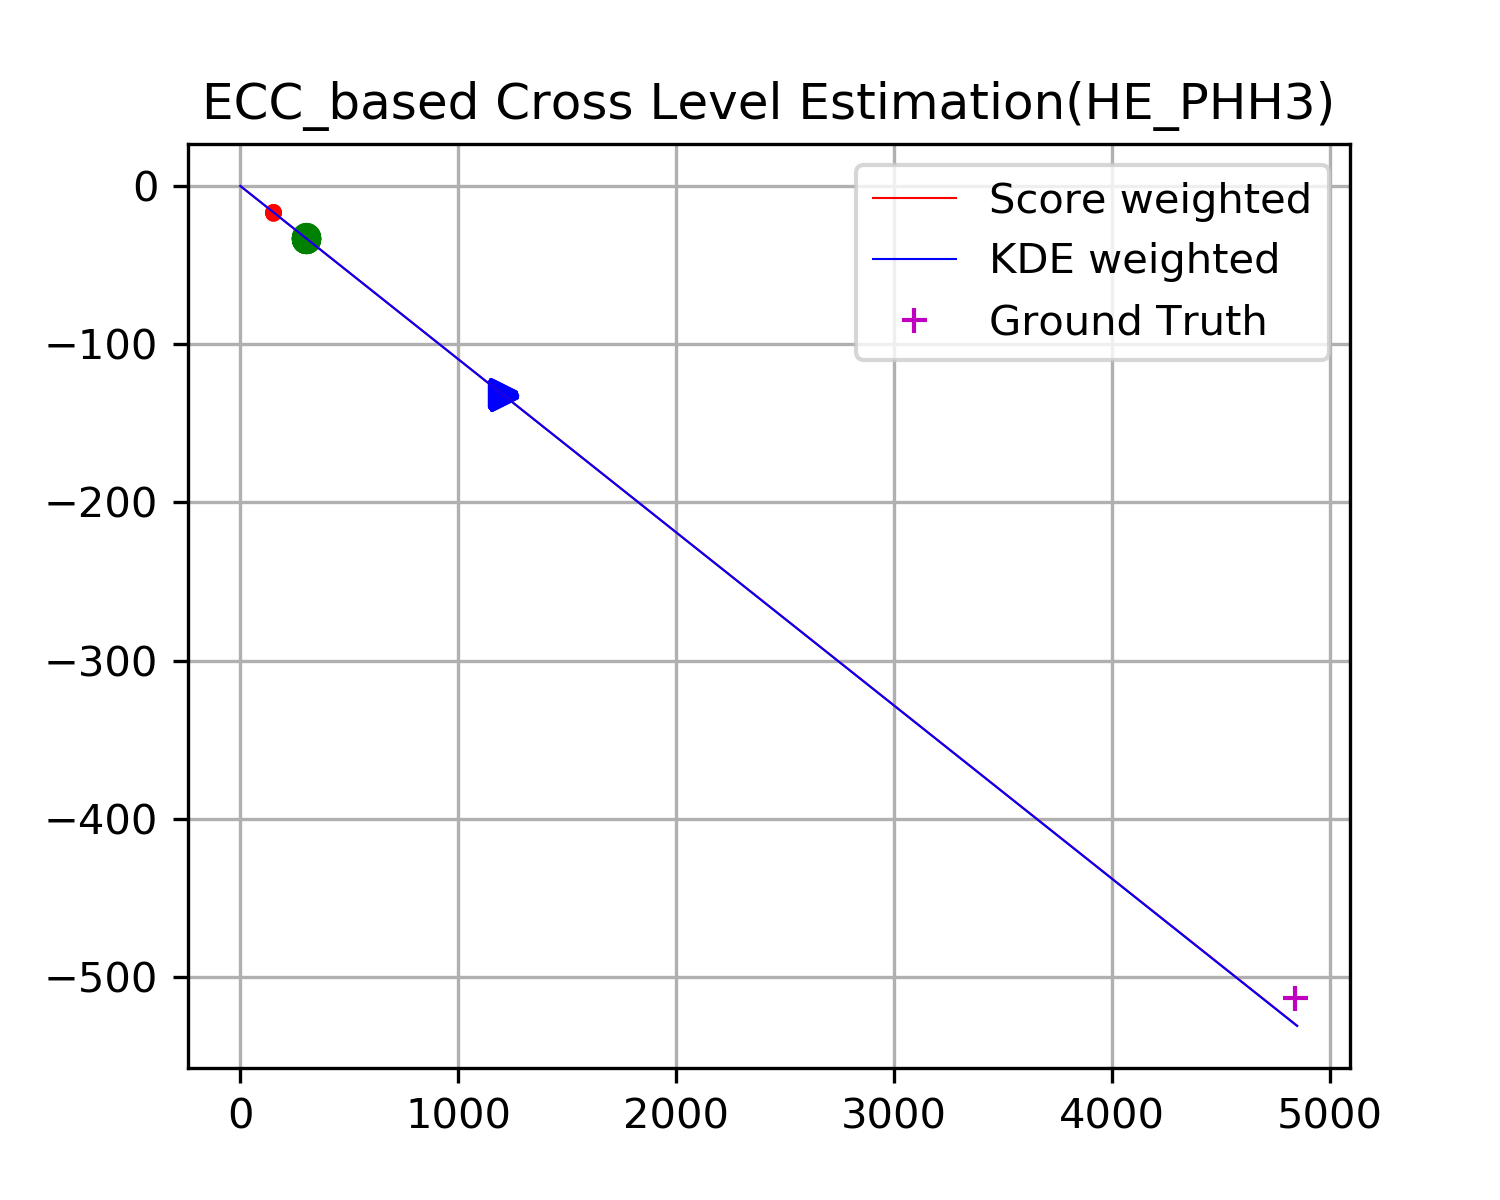 ECC_based Cross Level Estimation(HE_PHH3)
Score weighted
KDE weighted
Ground Truth
0
−100
−200
−300
−400
−500
0 1000 2000 3000 4000 5000